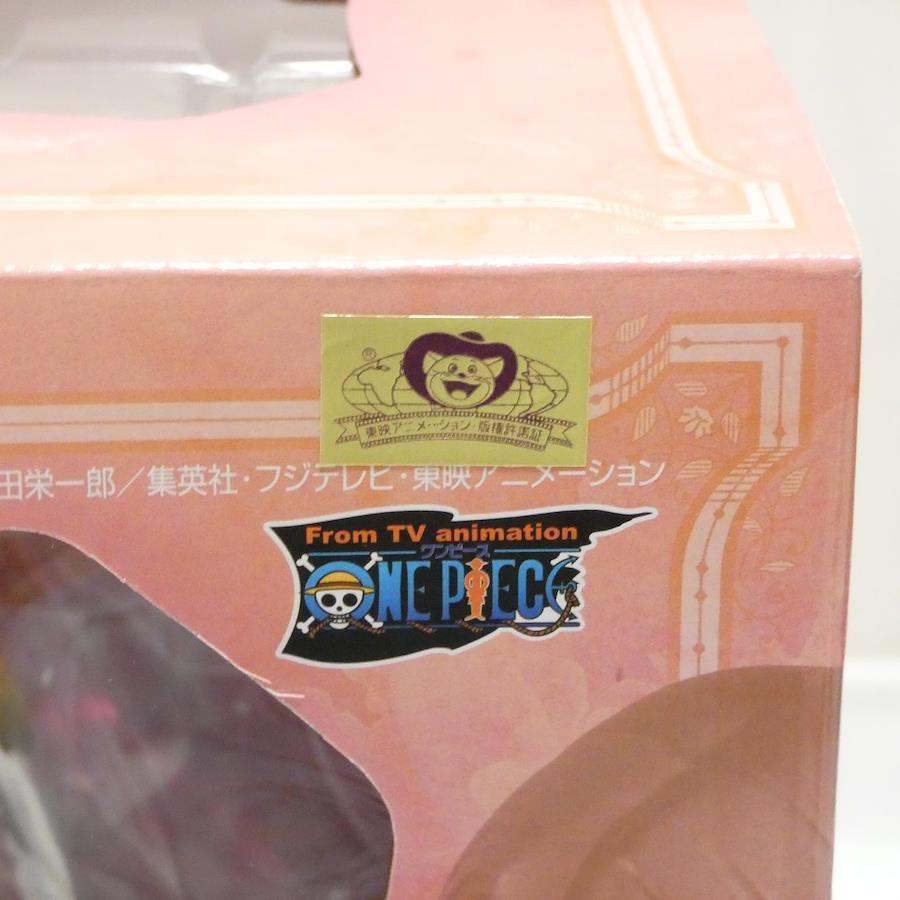 ®
東映アニメーション 版権許諾証
田栄一郎／集英社・フジテレビ・東映アニメーション
From TV animation
ワンピース
ONE PIECE